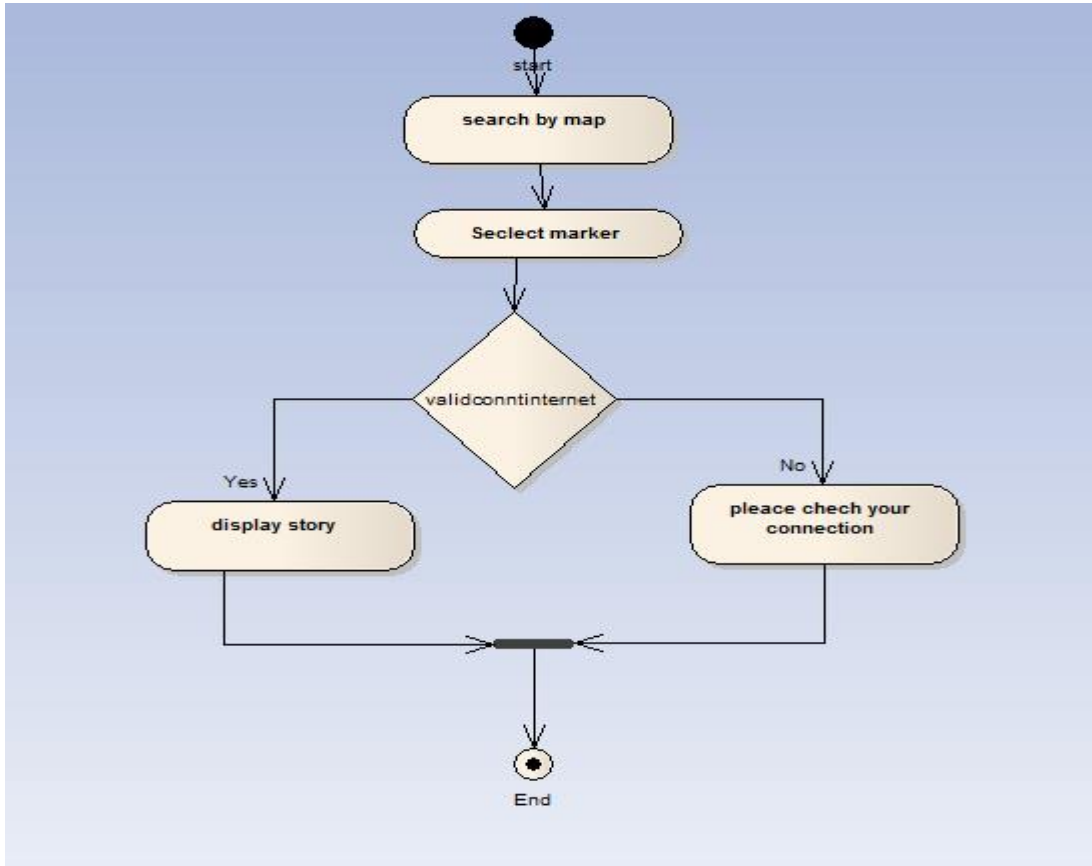 start
search by map
Seclect marker
validconntinternet
Yes
No
display story
pleace chech your
connection
End